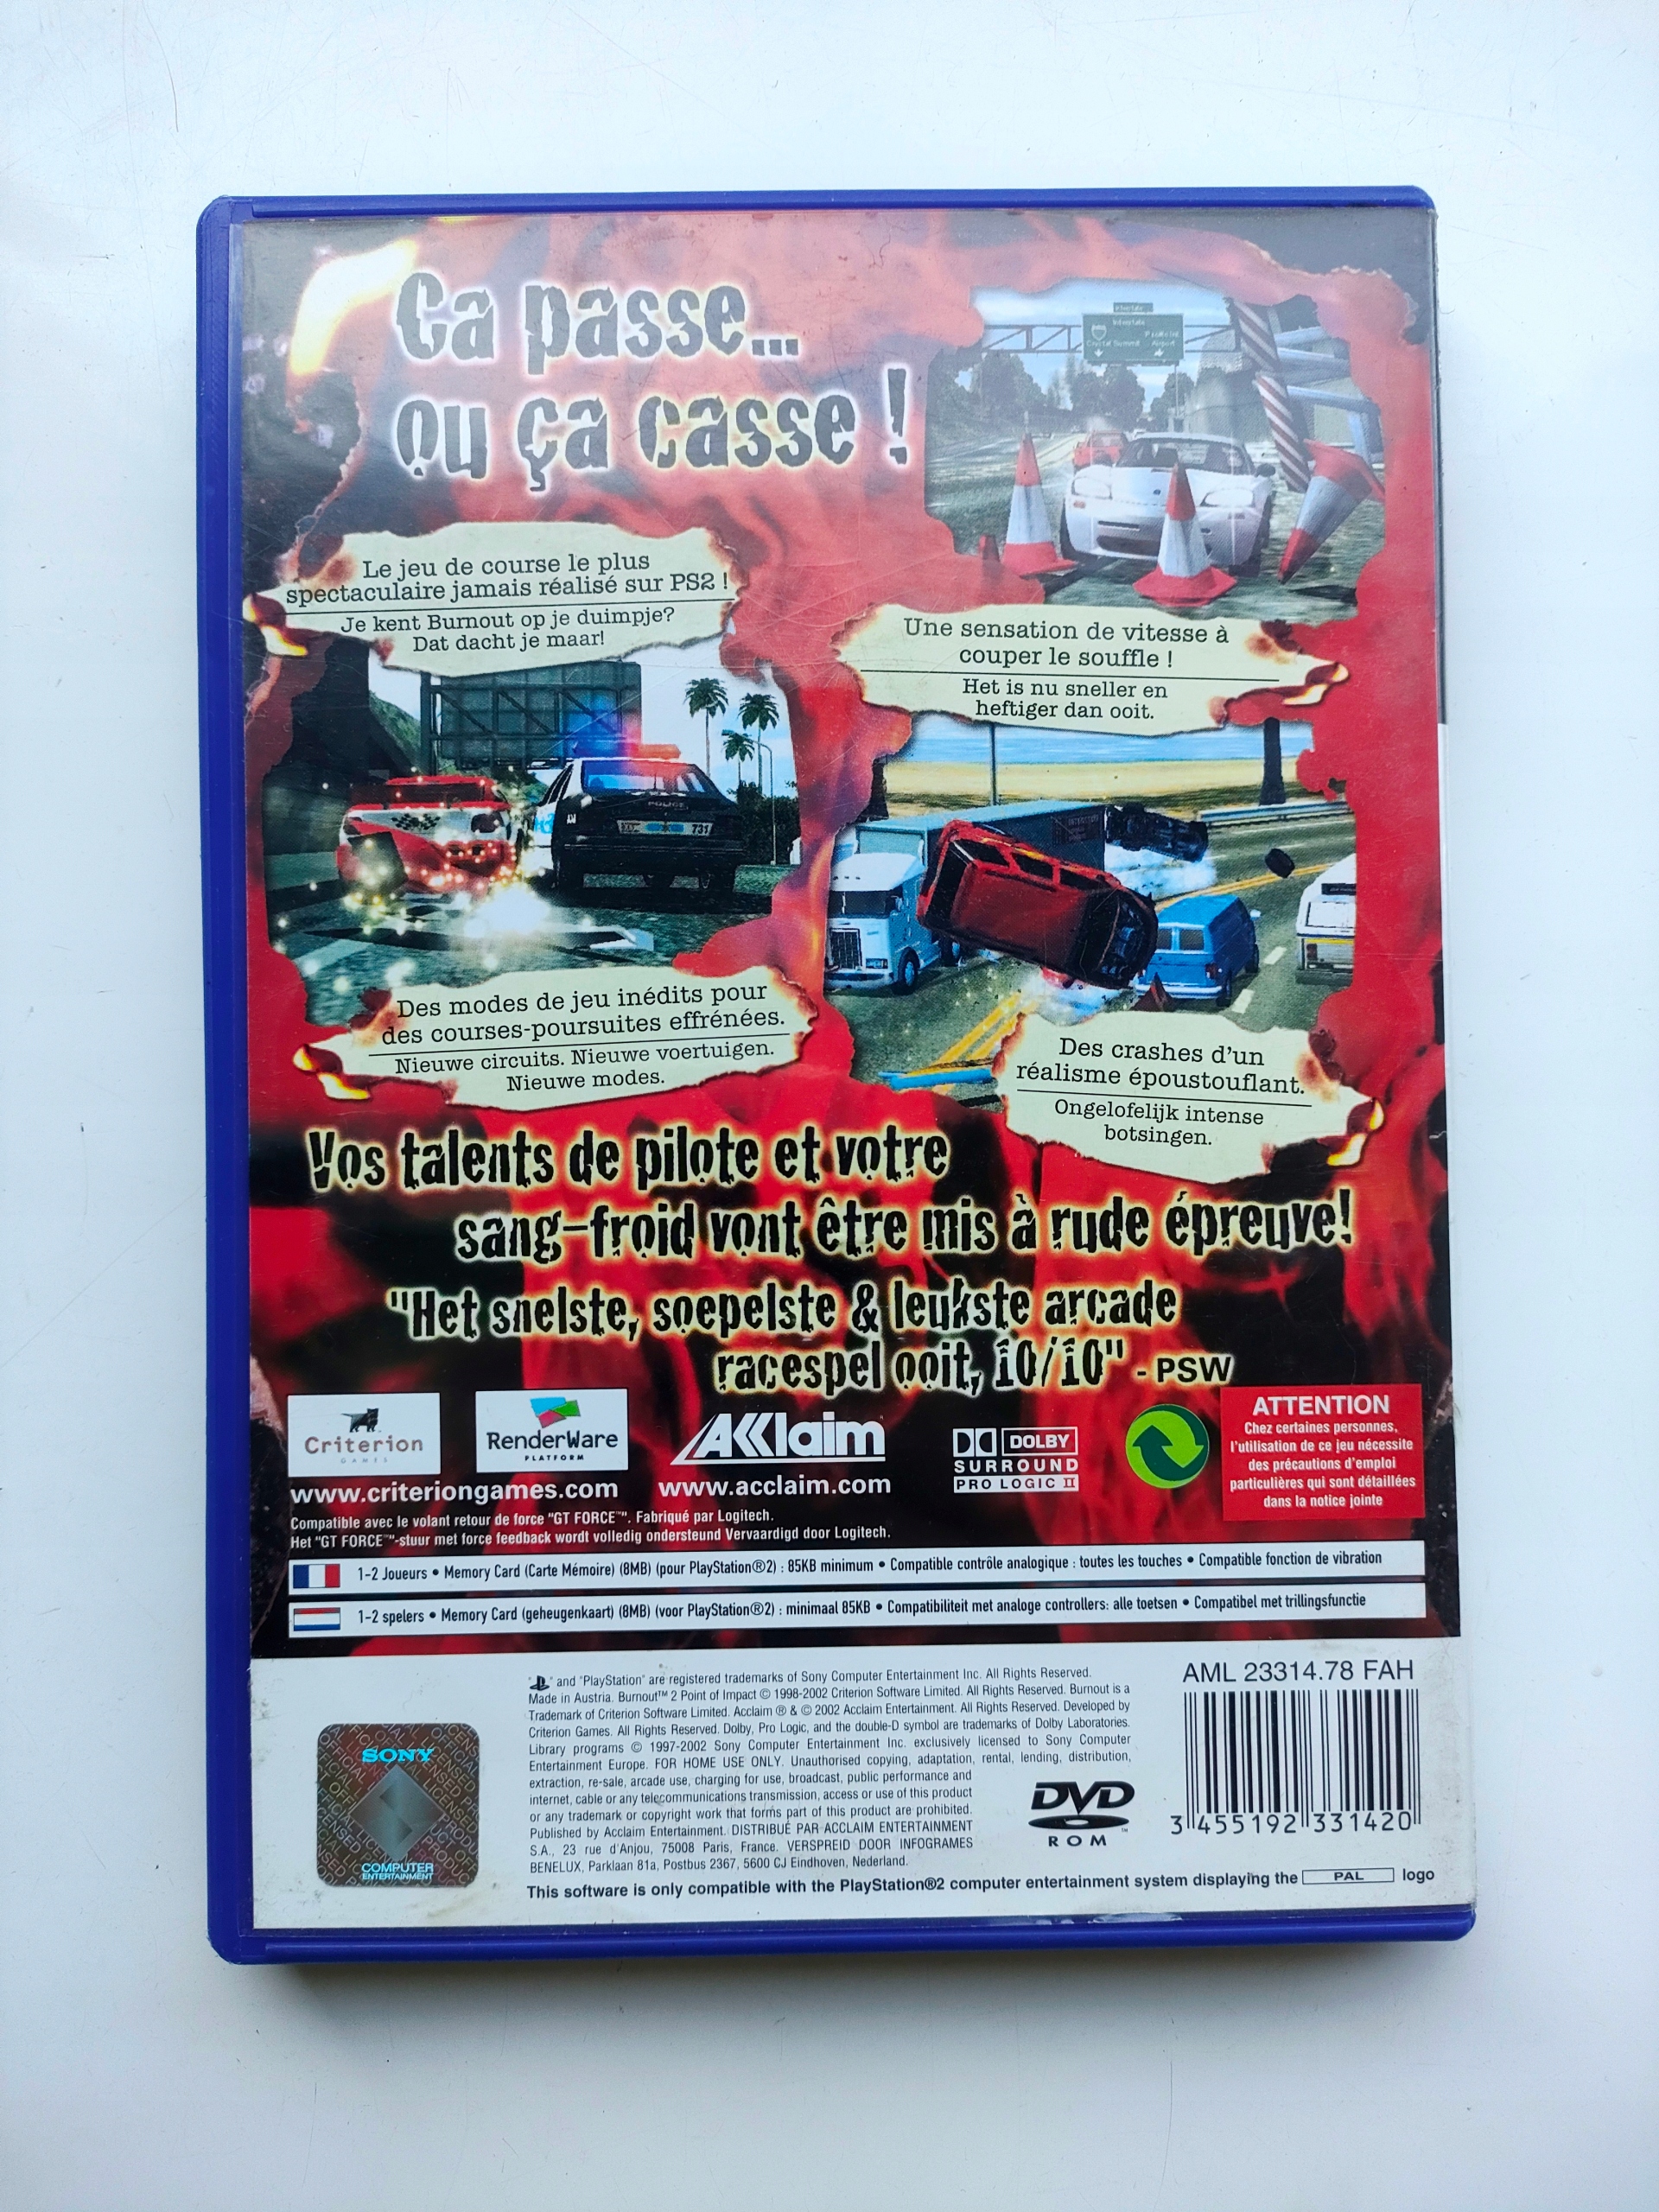 Ca passe...
ou ça casse !
Le jeu de course le plus
spectaculaire jamais réalisé sur PS2 !
Je kent Burnout op je duimpje?
Dat dacht je maar!
Une sensation de vitesse à
couper le souffle !
Het is nu sneller en
heftiger dan ooit.
POLICE
731
Des modes de jeu inédits pour
des courses-poursuites effrénées.
Nieuwe circuits. Nieuwe voertuigen.
Nieuwe modes.
Des crashes d'un
réalisme époustouflant.
Ongelofelijk intense
botsingen.
Vos talents de pilote et votre
sang-froid vont être mis à rude épreuve!
"Het snelste, soepelste & leukste arcade
racespel ooit, 10/10" - PSW
Criterion
GAMES
RenderWare
PLATFORM
AKKlaim
DOLBY
SURROUND
PRO LOGIC II
www.criteriongames.com
www.acclaim.com
ATTENTION
Chez certaines personnes,
l'utilisation de ce jeu nécessite
des précautions d'emploi
particulières qui sont détaillées
dans la notice jointe
Compatible avec le volant retour de force "GT FORCE™". Fabriqué par Logitech.
Het "GT FORCE™"-stuur met force feedback wordt volledig ondersteund Vervaardigd door Logitech.
1-2 Joueurs • Memory Card (Carte Mémoire) (8MB) (pour PlayStation®2) : 85KB minimum • Compatible contrôle analogique : toutes les touches • Compatible fonction de vibration
1-2 spelers • Memory Card (geheugenkaart) (8MB) (voor PlayStation®2) : minimaal 85KB • Compatibiliteit met analoge controllers: alle toetsen • Compatibel met trillingsfunctie
" " and "PlayStation" are registered trademarks of Sony Computer Entertainment Inc. All Rights Reserved.
Made in Austria. Burnout™ 2 Point of Impact © 1998-2002 Criterion Software Limited. All Rights Reserved. Burnout is a
Trademark of Criterion Software Limited. Acclaim ® & © 2002 Acclaim Entertainment. All Rights Reserved. Developed by
Criterion Games. All Rights Reserved. Dolby, Pro Logic, and the double-D symbol are trademarks of Dolby Laboratories.
Library programs © 1997-2002 Sony Computer Entertainment Inc. exclusively licensed to Sony Computer
Entertainment Europe. FOR HOME USE ONLY. Unauthorised copying, adaptation, rental, lending, distribution,
extraction, re-sale, arcade use, charging for use, broadcast, public performance and
internet, cable or any telecommunications transmission, access or use of this product
or any trademark or copyright work that forms part of this product are prohibited.
Published by Acclaim Entertainment. DISTRIBUÉ PAR ACCLAIM ENTERTAINMENT
S.A., 23 rue d'Anjou, 75008 Paris, France. VERSPREID DOOR INFOGRAMES
BENELUX, Parklaan 81a, Postbus 2367, 5600 CJ Eindhoven, Nederland.
This software is only compatible with the PlayStation®2 computer entertainment system displaying the PAL logo
SONY
COMPUTER
ENTERTAINMENT
DVD
ROM
AML 23314.78 FAH
3 455192 331420